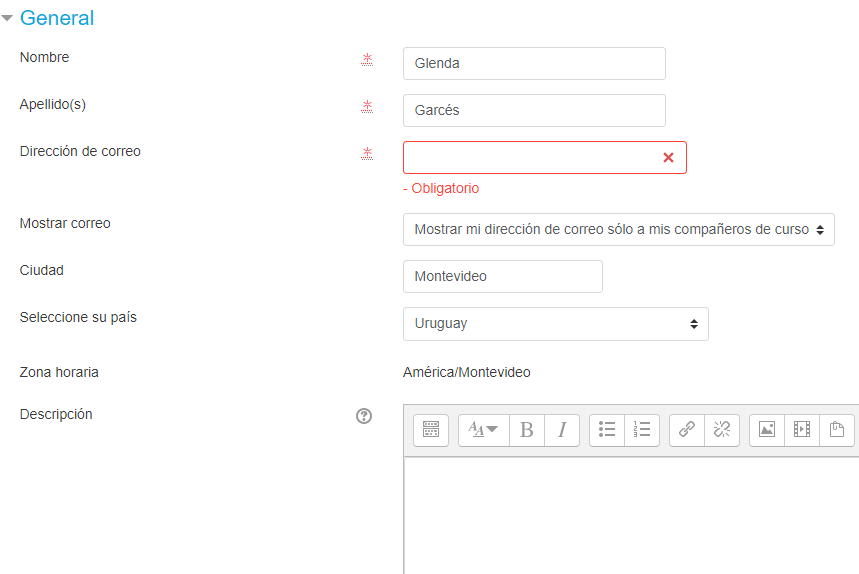 General
Nombre
Glenda
Apellido(s)
Garcés
Dirección de correo
- Obligatorio
Mostrar correo
Mostrar mi dirección de correo sólo a mis compañeros de curso
Ciudad
Montevideo
Seleccione su país
Uruguay
Zona horaria
América/Montevideo
Descripción
B I